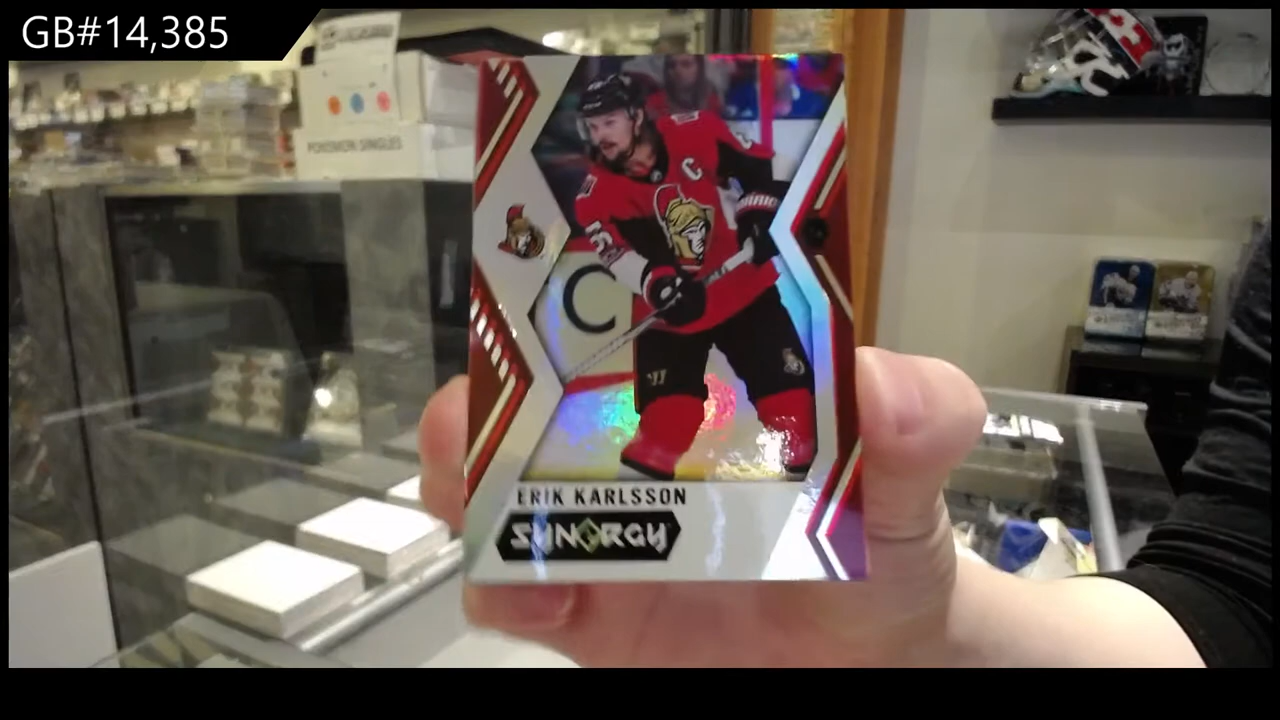 GB#14,385
POKEMON SINGLES
C
C
ERIK KARLSSON
SYNERGY